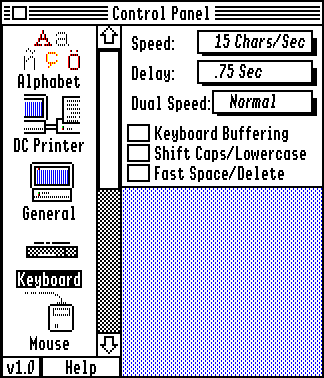 Control Panel
A a
Ñ Ö
Alphabet
DC Printer
General
Keyboard
Mouse
v1.0 Help
Speed: 15 Chars/Sec
Delay: .75 Sec
Dual Speed: Normal
Keyboard Buffering
Shift Caps/Lowercase
Fast Space/Delete